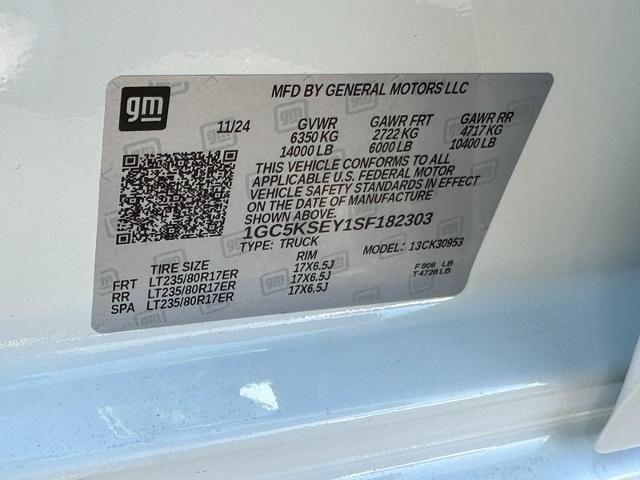 gm
MFD BY GENERAL MOTORS LLC
11/24 GVWR GAWR FRT GAWR RR
6350 KG 2722 KG 4717 KG
14000 LB 6000 LB 10400 LB
THIS VEHICLE CONFORMS TO ALL
APPLICABLE U.S. FEDERAL MOTOR
VEHICLE SAFETY STANDARDS IN EFFECT
ON THE DATE OF MANUFACTURE
SHOWN ABOVE.
1GC5KSEY1SF182303
TYPE: TRUCK MODEL: 13CK30953
TIRE SIZE RIM
FRT LT235/80R17ER 17X6.5J F806 LB
RR LT235/80R17ER 17X6.5J T4728 LB
SPA LT235/80R17ER 17X6.5J